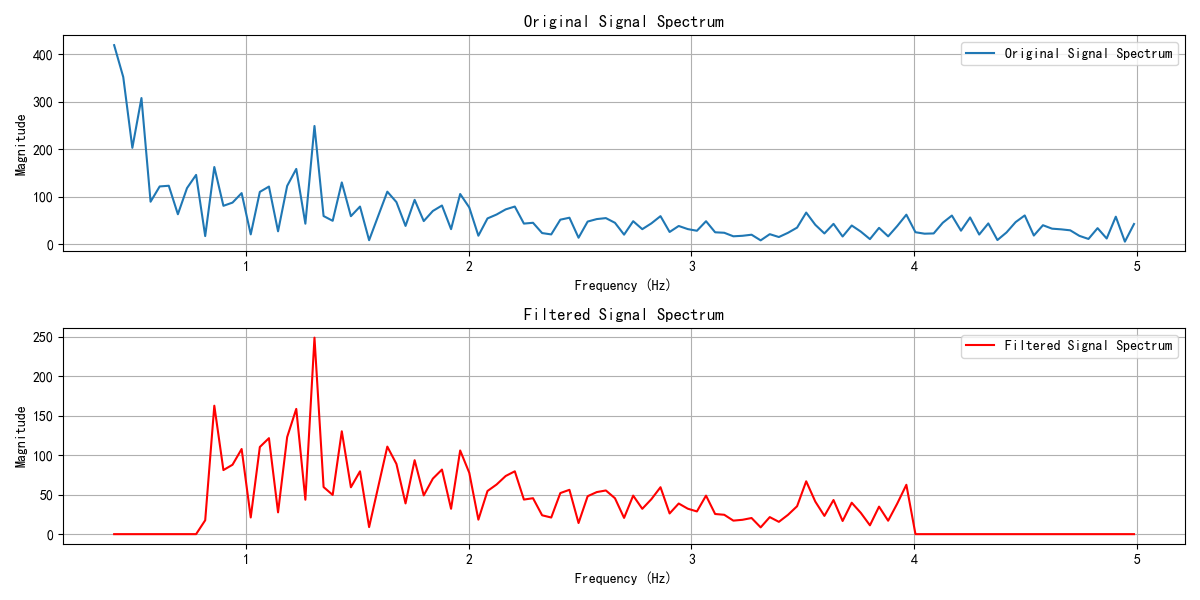 Original Signal Spectrum
Original Signal Spectrum
Magnitude
400
300
200
100
0
1
2
3
4
5
Frequency (Hz)
Filtered Signal Spectrum
Filtered Signal Spectrum
Magnitude
250
200
150
100
50
0
1
2
3
4
5
Frequency (Hz)